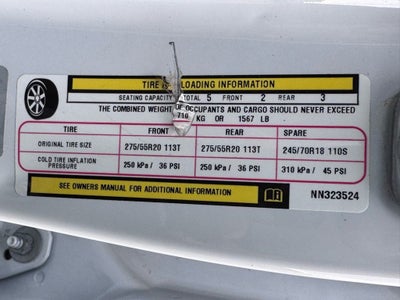 TIRE LOADING INFORMATION
SEATING CAPACITY TOTAL 5 FRONT 2 REAR 3
THE COMBINED WEIGHT OF OCCUPANTS AND CARGO SHOULD NEVER EXCEED
710 KG OR 1567 LB
TIRE FRONT REAR SPARE
ORIGINAL TIRE SIZE 275/55R20 113T 275/55R20 113T 245/70R18 110S
COLD TIRE INFLATION PRESSURE 250 kPa / 36 PSI 250 kPa / 36 PSI 310 kPa / 45 PSI
SEE OWNERS MANUAL FOR ADDITIONAL INFORMATION
NN323524